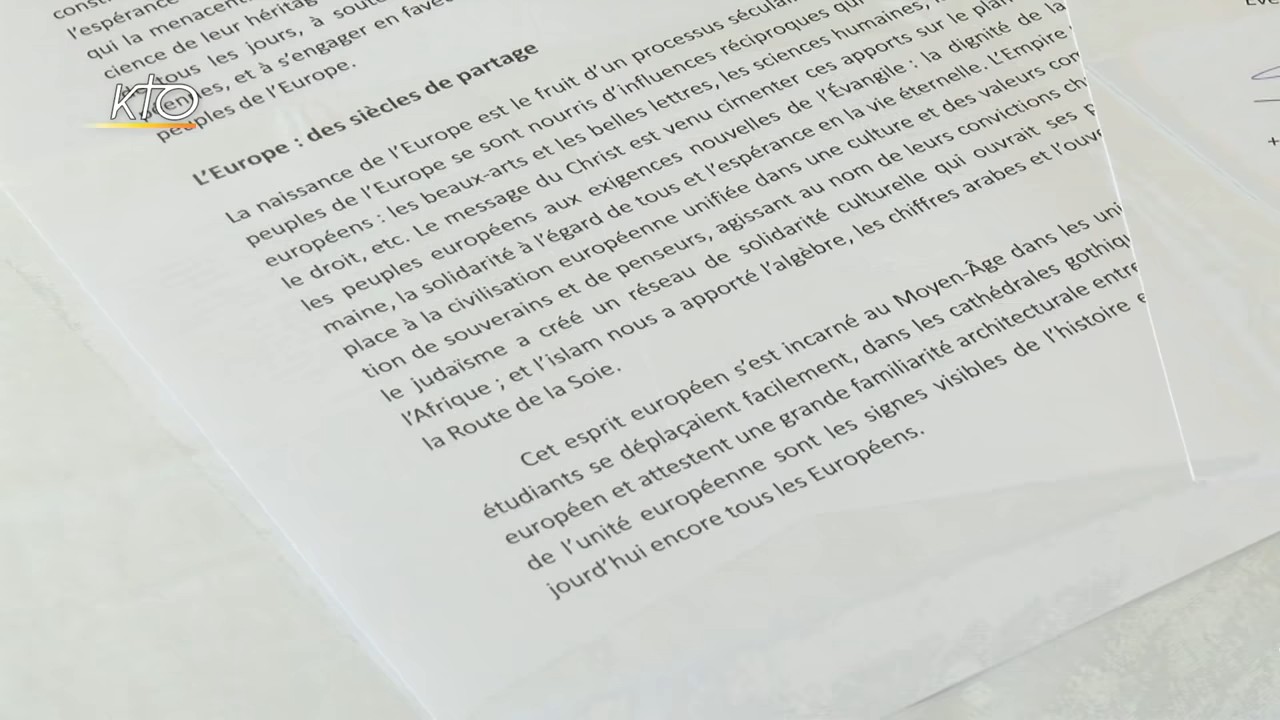 l'espérance
qui la menacent
cience de leur héritag
tous les jours, à sout
et à s'engager en fave
peuples de l'Europe.
KTO
L'Europe : des siècles de partage
La naissance de l'Europe est le fruit d'un processus séculai
peuples de l'Europe se sont nourris d'influences réciproques qu
européens : les beaux-arts et les belles lettres, les sciences humaines,
le droit, etc. Le message du Christ est venu cimenter ces apports sur le plan
les peuples européens aux exigences nouvelles de l'Évangile : la dignité de la
maine, la solidarité à l'égard de tous et l'espérance en la vie éternelle. L'Empire
place à la civilisation européenne unifiée dans une culture et des valeurs com
tion de souverains et de penseurs, agissant au nom de leurs convictions ch
le judaïsme a créé un réseau de solidarité culturelle qui ouvrait ses p
l'Afrique ; et l'islam nous a apporté l'algèbre, les chiffres arabes et l'ouve
la Route de la Soie.
Cet esprit européen s'est incarné au Moyen-Âge dans les uni
étudiants se déplaçaient facilement, dans les cathédrales gothiqu
européen et attestent une grande familiarité architecturale entre
de l'unité européenne sont les signes visibles de l'histoire e
jourd'hui encore tous les Européens.